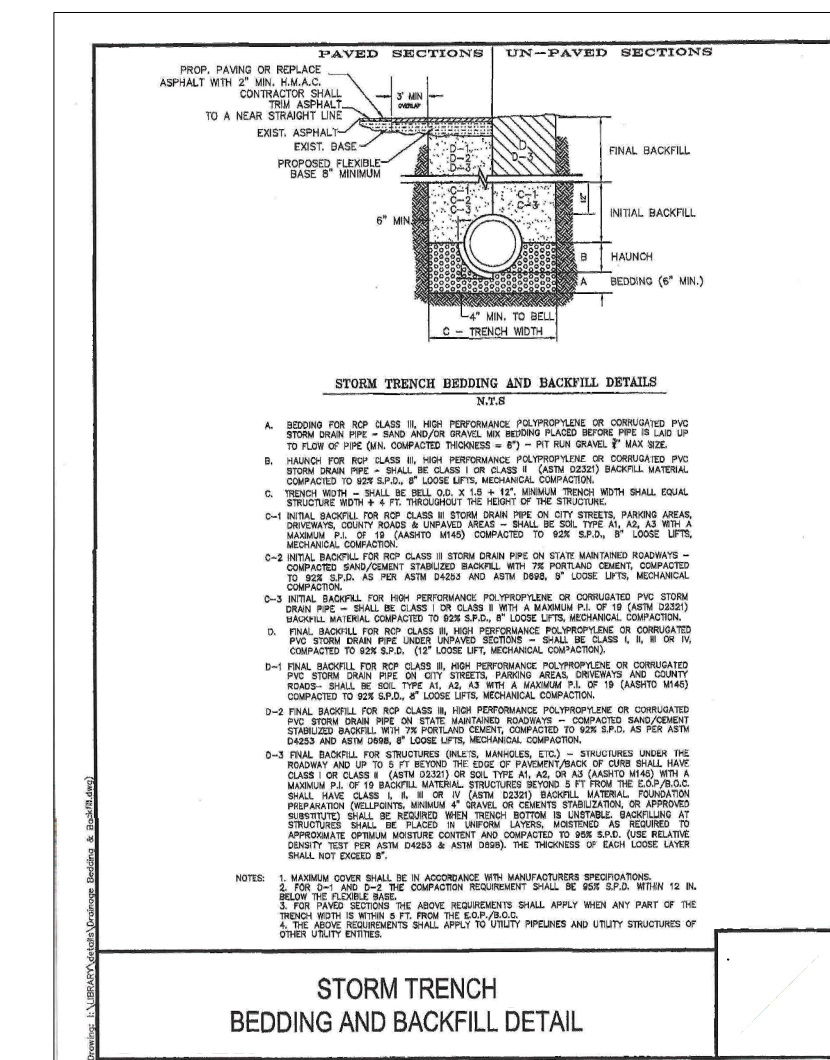 PAVED SECTIONS
UN-PAVED SECTIONS
PROP. PAVING OR REPLACE
ASPHALT WITH 2" MIN. H.M.A.C.
CONTRACTOR SHALL
TRIM ASPHALT
TO A NEAR STRAIGHT LINE
EXIST. ASPHALT
EXIST. BASE
PROPOSED FLEXIBLE
BASE 8" MINIMUM
3' MIN
OVERLAP
D-1
D-2
D-3
D
D-3
FINAL BACKFILL
C-1
C-2
C-3
C-1
C-3
12"
INITIAL BACKFILL
6" MIN.
B HAUNCH
A BEDDING (6" MIN.)
4" MIN. TO BELL
C - TRENCH WIDTH
STORM TRENCH BEDDING AND BACKFILL DETAILS
N.T.S
A. BEDDING FOR RCP CLASS III, HIGH PERFORMANCE POLYPROPYLENE OR CORRUGATED PVC
STORM DRAIN PIPE - SAND AND/OR GRAVEL MIX BEDDING PLACED BEFORE PIPE IS LAID UP
TO FLOW OF PIPE (MN. COMPACTED THICKNESS = 6") - PIT RUN GRAVEL MAX SIZE.
B. HAUNCH FOR RCP CLASS III, HIGH PERFORMANCE POLYPROPYLENE OR CORRUGATED PVC
STORM DRAIN PIPE - SHALL BE CLASS I OR CLASS II (ASTM D2321) BACKFILL MATERIAL
COMPACTED TO 92% S.P.D., 8" LOOSE LIFTS, MECHANICAL COMPACTION.
C. TRENCH WIDTH - SHALL BE BELL O.D. X 1.5 + 12". MINIMUM TRENCH WIDTH SHALL EQUAL
STRUCTURE WIDTH + 4 FT. THROUGHOUT THE HEIGHT OF THE STRUCTURE.
C-1 INITIAL BACKFILL FOR RCP CLASS III STORM DRAIN PIPE ON CITY STREETS, PARKING AREAS,
DRIVEWAYS, COUNTY ROADS & UNPAVED AREAS - SHALL BE SOIL TYPE A1, A2, A3 WITH A
MAXIMUM P.I. OF 19 (AASHTO M145) COMPACTED TO 92% S.P.D., 8" LOOSE LIFTS,
MECHANICAL COMPACTION.
C-2 INITIAL BACKFILL FOR RCP CLASS III STORM DRAIN PIPE ON STATE MAINTAINED ROADWAYS -
COMPACTED SAND/CEMENT STABILIZED BACKFILL WITH 7% PORTLAND CEMENT, COMPACTED
TO 92% S.P.D. AS PER ASTM D4253 AND ASTM D698, 8" LOOSE LIFTS, MECHANICAL
COMPACTION.
C-3 INITIAL BACKFILL FOR HIGH PERFORMANCE POLYPROPYLENE OR CORRUGATED PVC STORM
DRAIN PIPE - SHALL BE CLASS I OR CLASS II WITH A MAXIMUM P.I. OF 19 (ASTM D2321)
BACKFILL MATERIAL COMPACTED TO 92% S.P.D., 8" LOOSE LIFTS, MECHANICAL COMPACTION.
D. FINAL BACKFILL FOR RCP CLASS III, HIGH PERFORMANCE POLYPROPYLENE OR CORRUGATED
PVC STORM DRAIN PIPE UNDER UNPAVED SECTIONS - SHALL BE CLASS I, II, III OR IV,
COMPACTED TO 92% S.P.D. (12" LOOSE LIFT, MECHANICAL COMPACTION).
D-1 FINAL BACKFILL FOR RCP CLASS III, HIGH PERFORMANCE POLYPROPYLENE OR CORRUGATED
PVC STORM DRAIN PIPE ON CITY STREETS, PARKING AREAS, DRIVEWAYS AND COUNTY
ROADS- SHALL BE SOIL TYPE A1, A2, A3 WITH A MAXIMUM P.I. OF 19 (AASHTO M145)
COMPACTED TO 92% S.P.D., 8" LOOSE LIFTS, MECHANICAL COMPACTION.
D-2 FINAL BACKFILL FOR RCP CLASS III, HIGH PERFORMANCE POLYPROPYLENE OR CORRUGATED
PVC STORM DRAIN PIPE ON STATE MAINTAINED ROADWAYS - COMPACTED SAND/CEMENT
STABILIZED BACKFILL WITH 7% PORTLAND CEMENT, COMPACTED TO 92% S.P.D. AS PER ASTM
D4253 AND ASTM D698, 8" LOOSE LIFTS, MECHANICAL COMPACTION.
D-3 FINAL BACKFILL FOR STRUCTURES (INLETS, MANHOLES, ETC.) - STRUCTURES UNDER THE
ROADWAY AND UP TO 5 FT BEYOND THE EDGE OF PAVEMENT/BACK OF CURB SHALL HAVE
CLASS I OR CLASS II (ASTM D2321) OR SOIL TYPE A1, A2, OR A3 (AASHTO M145) WITH A
MAXIMUM P.I. OF 19 BACKFILL MATERIAL. STRUCTURES BEYOND 5 FT FROM THE E.O.P/B.O.C.
SHALL HAVE CLASS I, II, III OR IV (ASTM D2321) BACKFILL MATERIAL. FOUNDATION
PREPARATION (WELLPOINTS, MINIMUM 4" GRAVEL OR CEMENTS STABILIZATION, OR APPROVED
SUBSTITUTE) SHALL BE REQUIRED WHEN TRENCH BOTTOM IS UNSTABLE. BACKFILLING AT
STRUCTURES SHALL BE PLACED IN UNIFORM LAYERS, MOISTENED AS REQUIRED TO
APPROXIMATE OPTIMUM MOISTURE CONTENT AND COMPACTED TO 95% S.P.D. (USE RELATIVE
DENSITY TEST PER ASTM D4253 & ASTM D698). THE THICKNESS OF EACH LOOSE LAYER
SHALL NOT EXCEED 8".
NOTES: 1. MAXIMUM COVER SHALL BE IN ACCORDANCE WITH MANUFACTURERS SPECIFICATIONS.
2. FOR D-1 AND D-2 THE COMPACTION REQUIREMENT SHALL BE 95% S.P.D. WITHIN 12 IN.
BELOW THE FLEXIBLE BASE.
3. FOR PAVED SECTIONS THE ABOVE REQUIREMENTS SHALL APPLY WHEN ANY PART OF THE
TRENCH WIDTH IS WITHIN 5 FT. FROM THE E.O.P./B.O.C.
4. THE ABOVE REQUIREMENTS SHALL APPLY TO UTILITY PIPELINES AND UTILITY STRUCTURES OF
OTHER UTILITY ENTITIES.
Drawing: I:\LIBRARY\details\Drainage Bedding & Backfill.dwg)
STORM TRENCH
BEDDING AND BACKFILL DETAIL